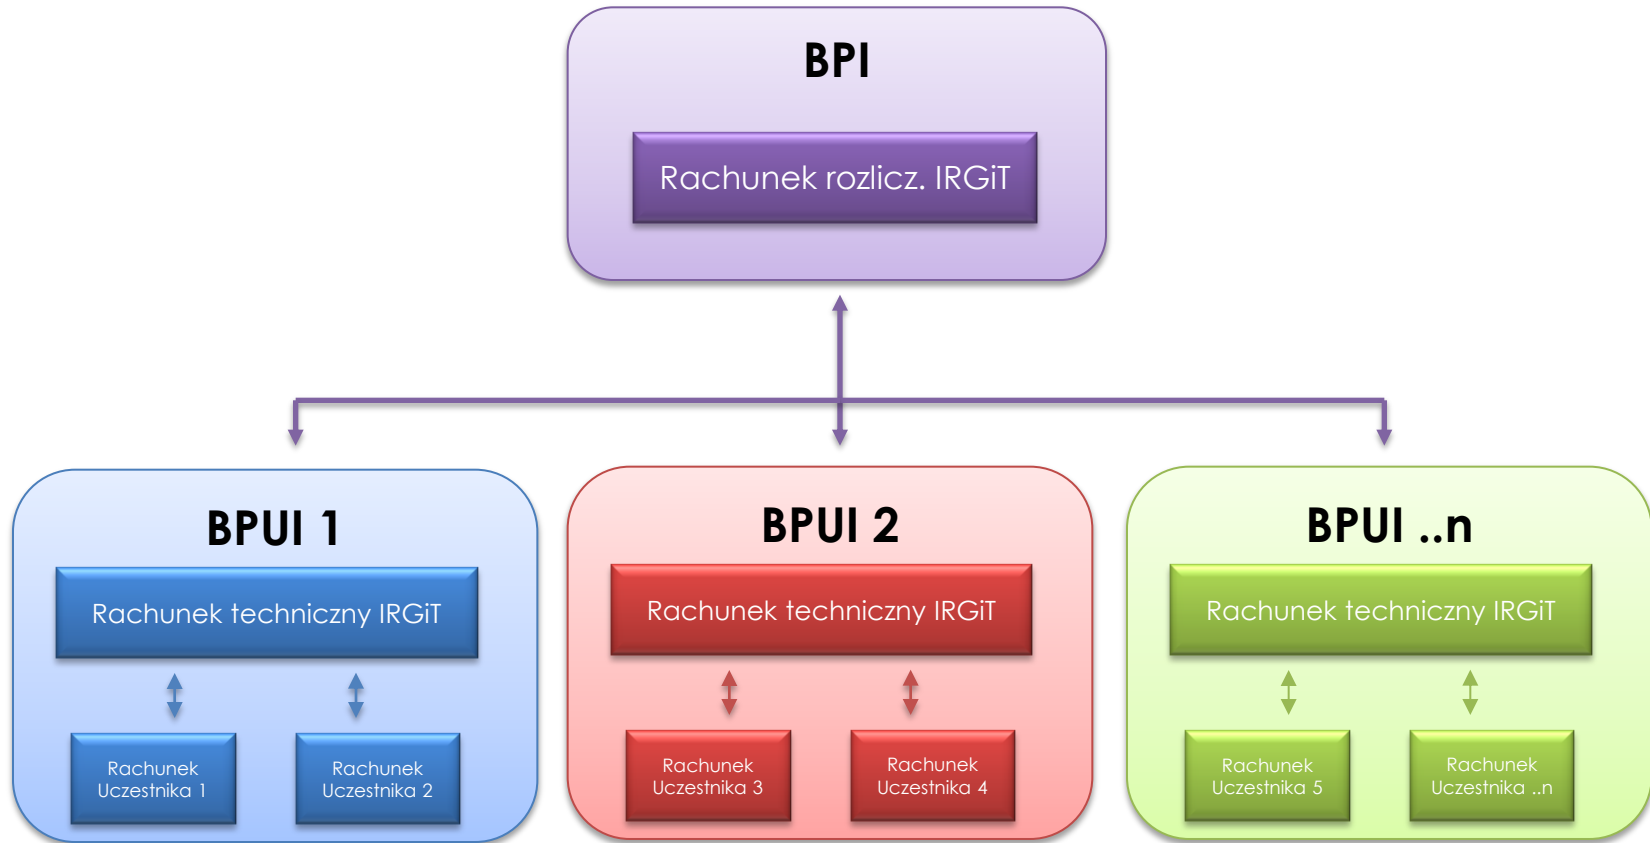 BPI
Rachunek rozlicz. IRGiT
BPUI 1
Rachunek techniczny IRGiT
Rachunek
Uczestnika 1
Rachunek
Uczestnika 2
BPUI 2
Rachunek techniczny IRGiT
Rachunek
Uczestnika 3
Rachunek
Uczestnika 4
BPUI ..n
Rachunek techniczny IRGiT
Rachunek
Uczestnika 5
Rachunek
Uczestnika ..n